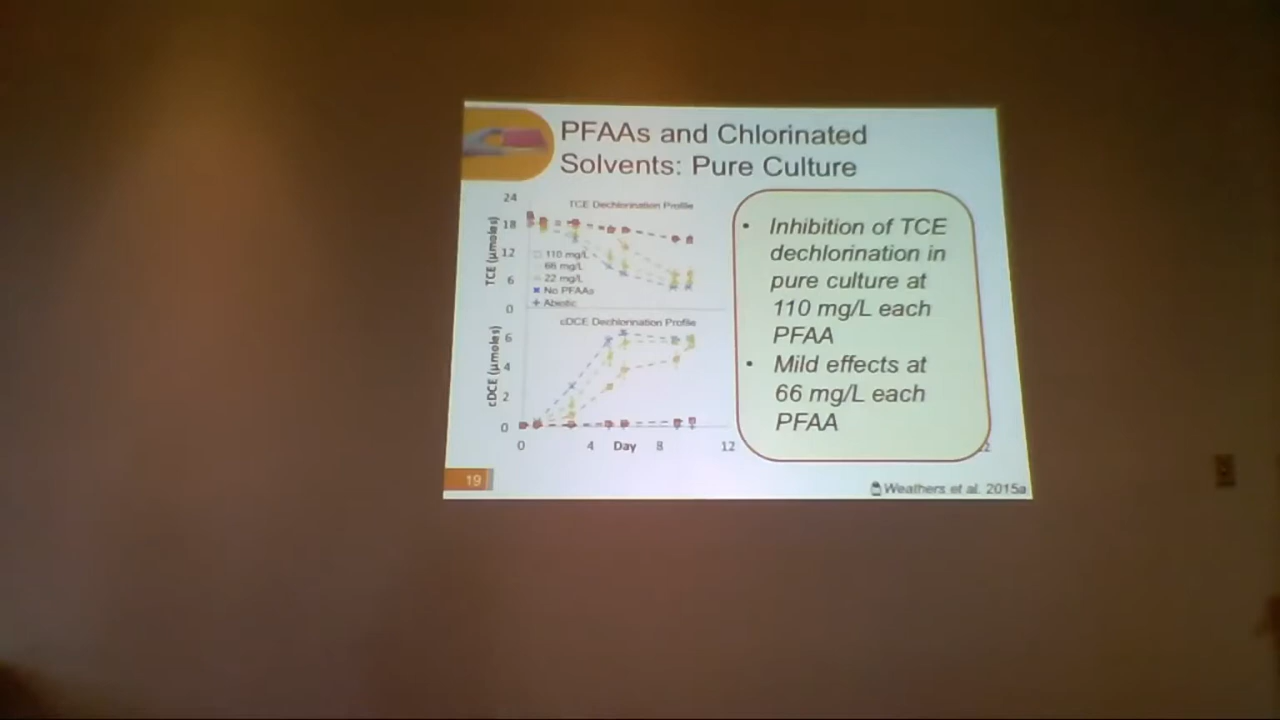 PFAAs and Chlorinated
Solvents: Pure Culture
TCE Dechlorination Profile
TCE (µmoles)
24
18
12
6
0
110 mg/L
66 mg/L
22 mg/L
No PFAAs
Abiotic
cDCE Dechlorination Profile
cDCE (µmoles)
6
4
2
0
0
4
Day
8
12
• Inhibition of TCE
dechlorination in
pure culture at
110 mg/L each
PFAA
• Mild effects at
66 mg/L each
PFAA
19
Weathers et al. 2015a